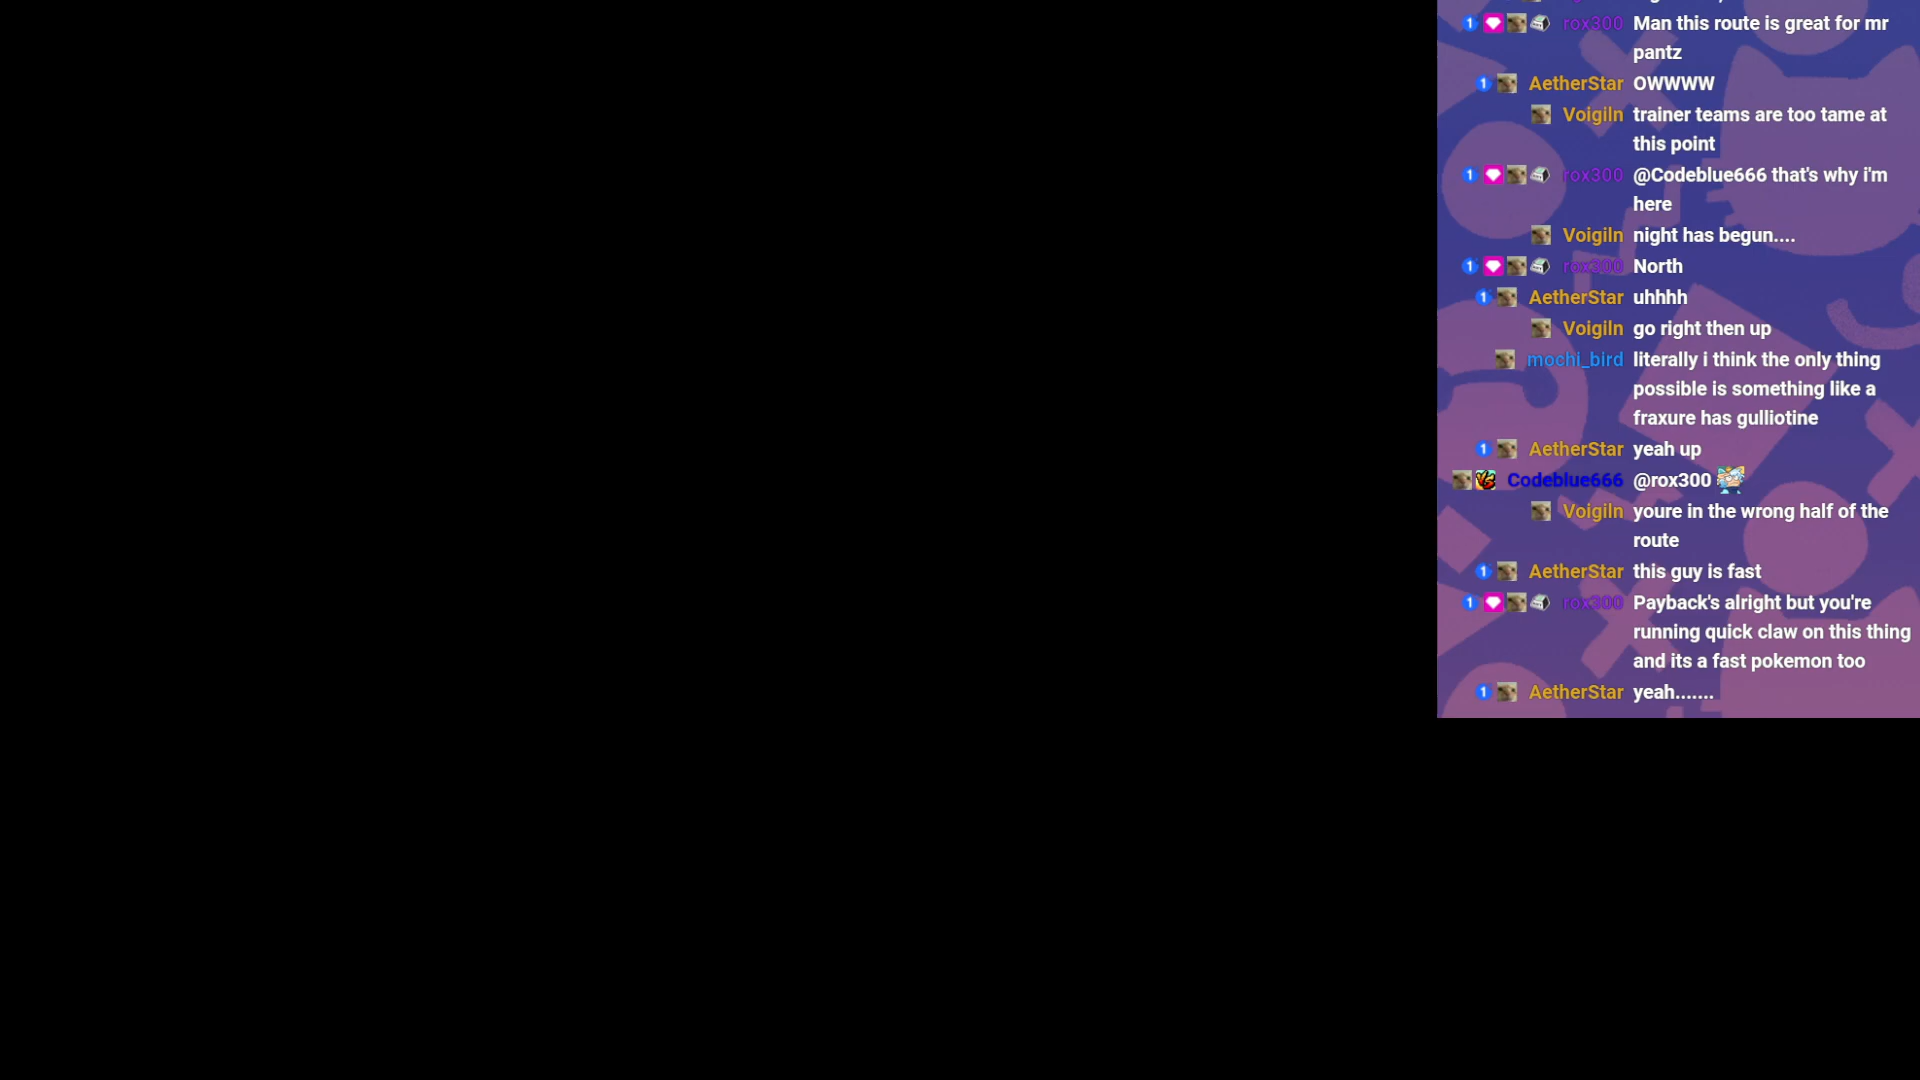 rox300 Man this route is great for mr
pantz
AetherStar OWWWW
Voigiln trainer teams are too tame at
this point
rox300 @Codeblue666 that's why i'm
here
Voigiln night has begun....
rox300 North
AetherStar uhhhh
Voigiln go right then up
mochi_bird literally i think the only thing
possible is something like a
fraxure has gulliotine
AetherStar yeah up
Codeblue666 @rox300
Voigiln youre in the wrong half of the
route
AetherStar this guy is fast
rox300 Payback's alright but you're
running quick claw on this thing
and its a fast pokemon too
AetherStar yeah.......